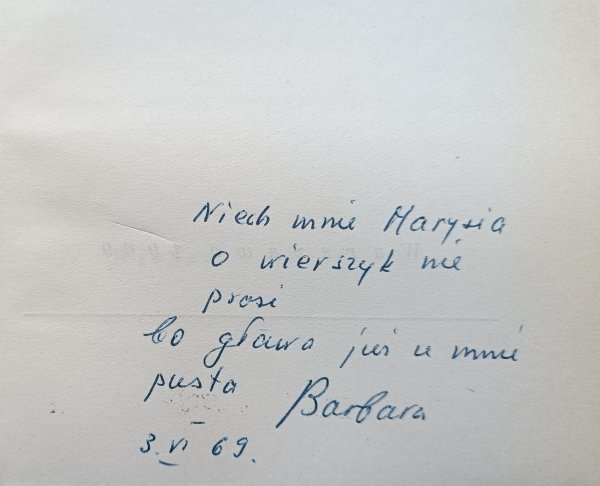 Niech mnie Marysia
o wierszyk nie
prosi
bo głowa już u mnie
pusta Barbara
3.VI 69.